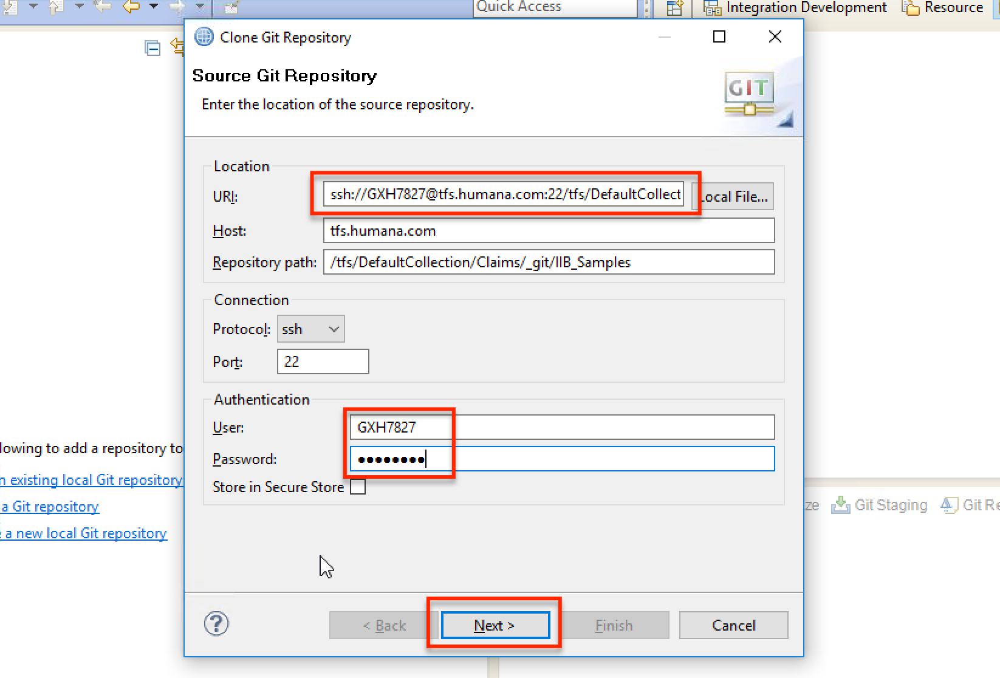 Quick Access
Integration Development
Resource
Clone Git Repository
Source Git Repository
Enter the location of the source repository.
GIT
Location
URI:
ssh://GXH7827@tfs.humana.com:22/tfs/DefaultCollect
Local File...
Host:
tfs.humana.com
Repository path:
/tfs/DefaultCollection/Claims/_git/IIB_Samples
Connection
Protocol:
ssh
Port:
22
Authentication
User:
GXH7827
Password:
●●●●●●●●
Store in Secure Store
lowing to add a repository to
n existing local Git repository
a Git repository
a new local Git repository
ze
Git Staging
Git Re
?
< Back
Next >
Finish
Cancel